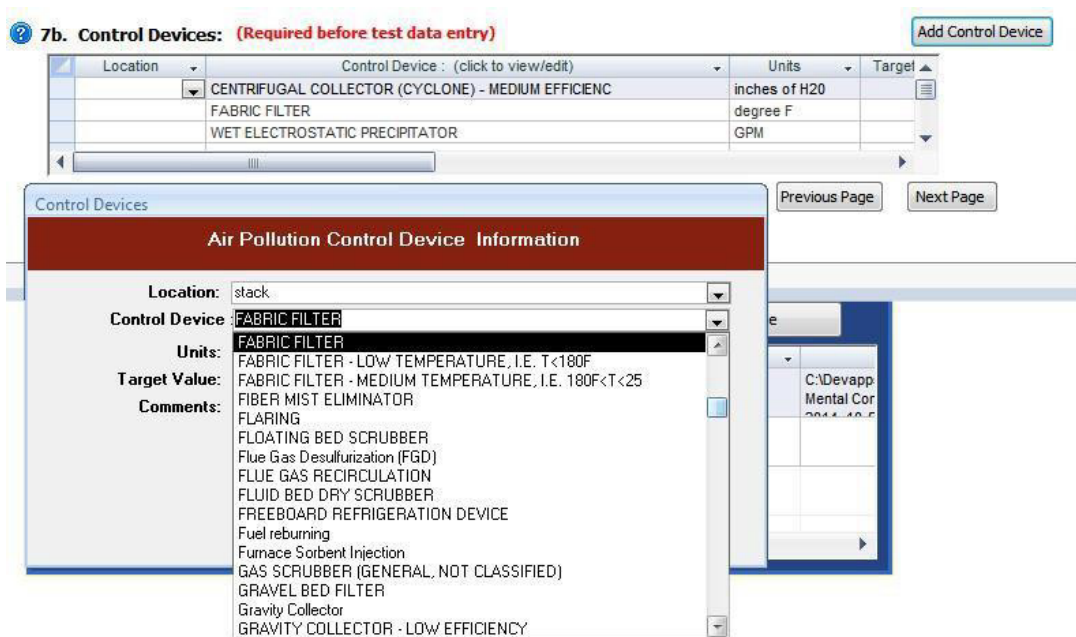 7b. Control Devices: (Required before test data entry)
Add Control Device
Location Control Device : (click to view/edit) Units Target
CENTRIFUGAL COLLECTOR (CYCLONE) - MEDIUM EFFICIENC inches of H20
FABRIC FILTER degree F
WET ELECTROSTATIC PRECIPITATOR GPM
Previous Page Next Page
Control Devices
Air Pollution Control Device Information
Location: stack
Control Device : FABRIC FILTER
Units:
Target Value:
Comments:
FABRIC FILTER
FABRIC FILTER - LOW TEMPERATURE, I.E. T<180F
FABRIC FILTER - MEDIUM TEMPERATURE, I.E. 180F<T<25
FIBER MIST ELIMINATOR
FLARING
FLOATING BED SCRUBBER
Flue Gas Desulfurization (FGD)
FLUE GAS RECIRCULATION
FLUID BED DRY SCRUBBER
FREEBOARD REFRIGERATION DEVICE
Fuel reburning
Furnace Sorbent Injection
GAS SCRUBBER (GENERAL, NOT CLASSIFIED)
GRAVEL BED FILTER
Gravity Collector
GRAVITY COLLECTOR - LOW EFFICIENCY
e
C:\Devapp
Mental Cor